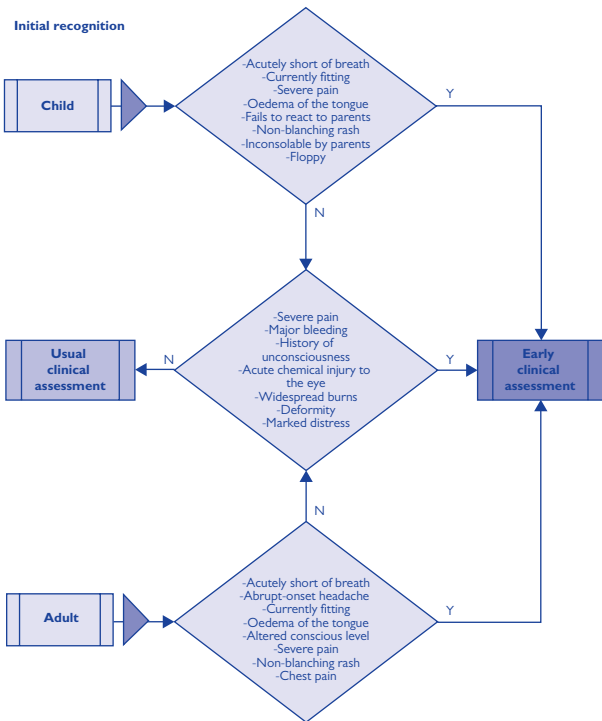 Initial recognition
-Acutely short of breath
-Currently fitting
-Severe pain
-Oedema of the tongue
-Fails to react to parents
-Non-blanching rash
-Inconsolable by parents
-Floppy
Child
Y
N
-Severe pain
-Major bleeding
-History of
unconsciousness
-Acute chemical injury to
the eye
-Widespread burns
-Deformity
-Marked distress
Usual
clinical
assessment
N
Y
Early
clinical
assessment
N
-Acutely short of breath
-Abrupt-onset headache
-Currently fitting
-Oedema of the tongue
-Altered conscious level
-Severe pain
-Non-blanching rash
-Chest pain
Adult
Y